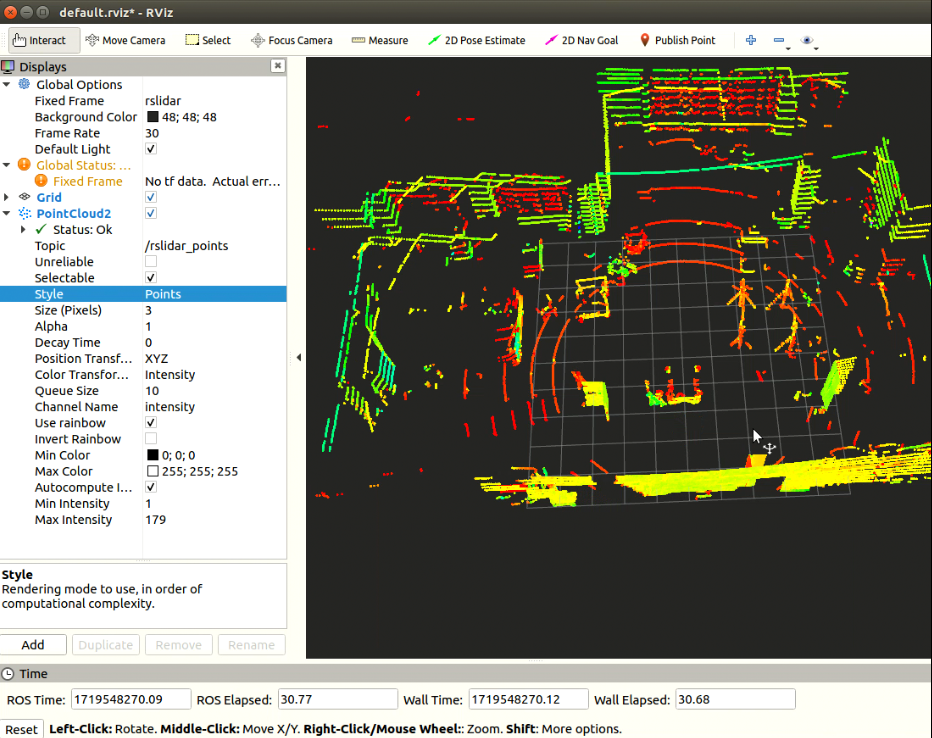 default.rviz* - RViz
Interact Move Camera Select Focus Camera Measure 2D Pose Estimate 2D Nav Goal Publish Point
Displays
Global Options
Fixed Frame rslidar
Background Color 48; 48; 48
Frame Rate 30
Default Light
Global Status: ...
Fixed Frame No tf data. Actual err...
Grid
PointCloud2
Status: Ok
Topic /rslidar_points
Unreliable
Selectable
Style Points
Size (Pixels) 3
Alpha 1
Decay Time 0
Position Transf... XYZ
Color Transfor... Intensity
Queue Size 10
Channel Name intensity
Use rainbow
Invert Rainbow
Min Color 0; 0; 0
Max Color 255; 255; 255
Autocompute I...
Min Intensity 1
Max Intensity 179
Style
Rendering mode to use, in order of
computational complexity.
Add Duplicate Remove Rename
Time
ROS Time: 1719548270.09 ROS Elapsed: 30.77 Wall Time: 1719548270.12 Wall Elapsed: 30.68
Reset Left-Click: Rotate. Middle-Click: Move X/Y. Right-Click/Mouse Wheel:: Zoom. Shift: More options.